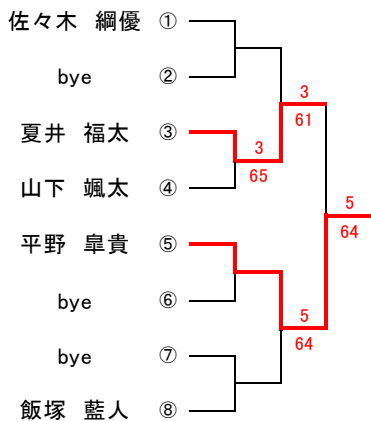 佐々木 綱優 ①
bye ②
夏井 福太 ③
山下 颯太 ④
平野 皐貴 ⑤
bye ⑥
bye ⑦
飯塚 藍人 ⑧
3
65
3
61
5
64
5
64